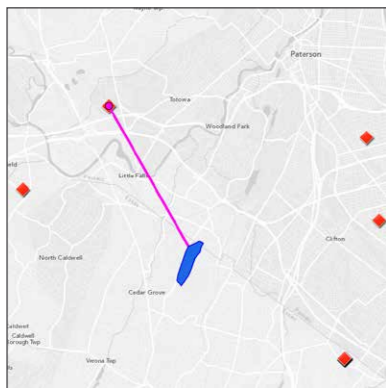 Paterson
Totowa
Woodland Park
Little Falls
Clifton
North Caldwell
Cedar Grove
Caldwell
Verona Twp